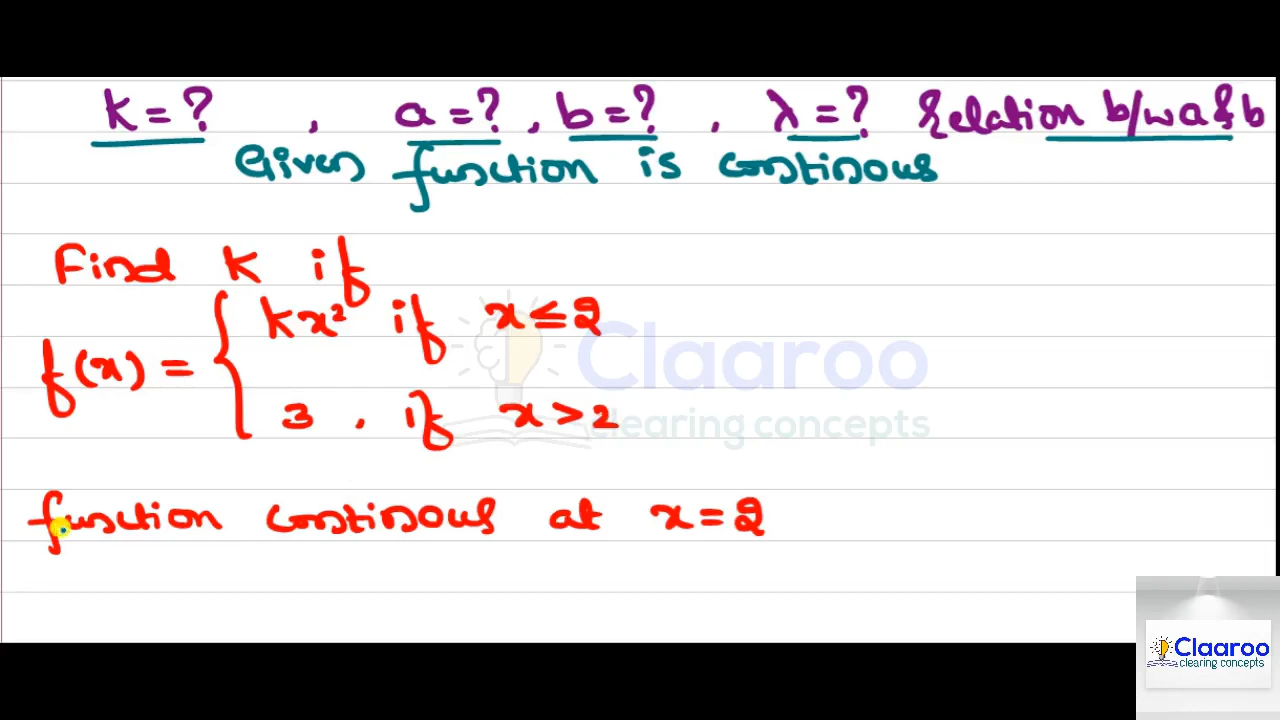 k = ? , a = ? , b = ? , λ = ? Relation b/w a & b
Given function is continous
Find k if
kx² if x ≤ 2
f(x) = {
3 , if x > 2
Claaroo
clearing concepts
function continous at x = 2
Claaroo
clearing concepts